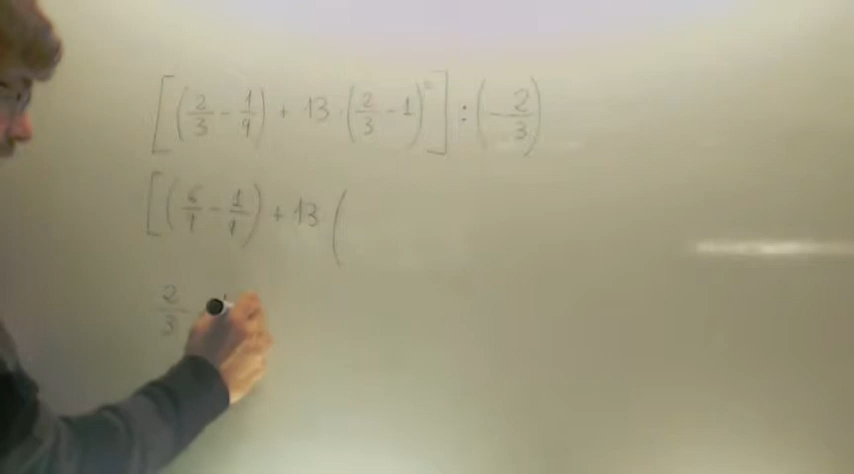 [(2/3 - 1/9) + 13 · (2/3 - 1)²] : (-2/3)
[(6/9 - 1/9) + 13 (
2/3 -